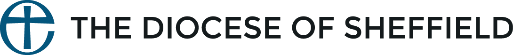 THE DIOCESE OF SHEFFIELD